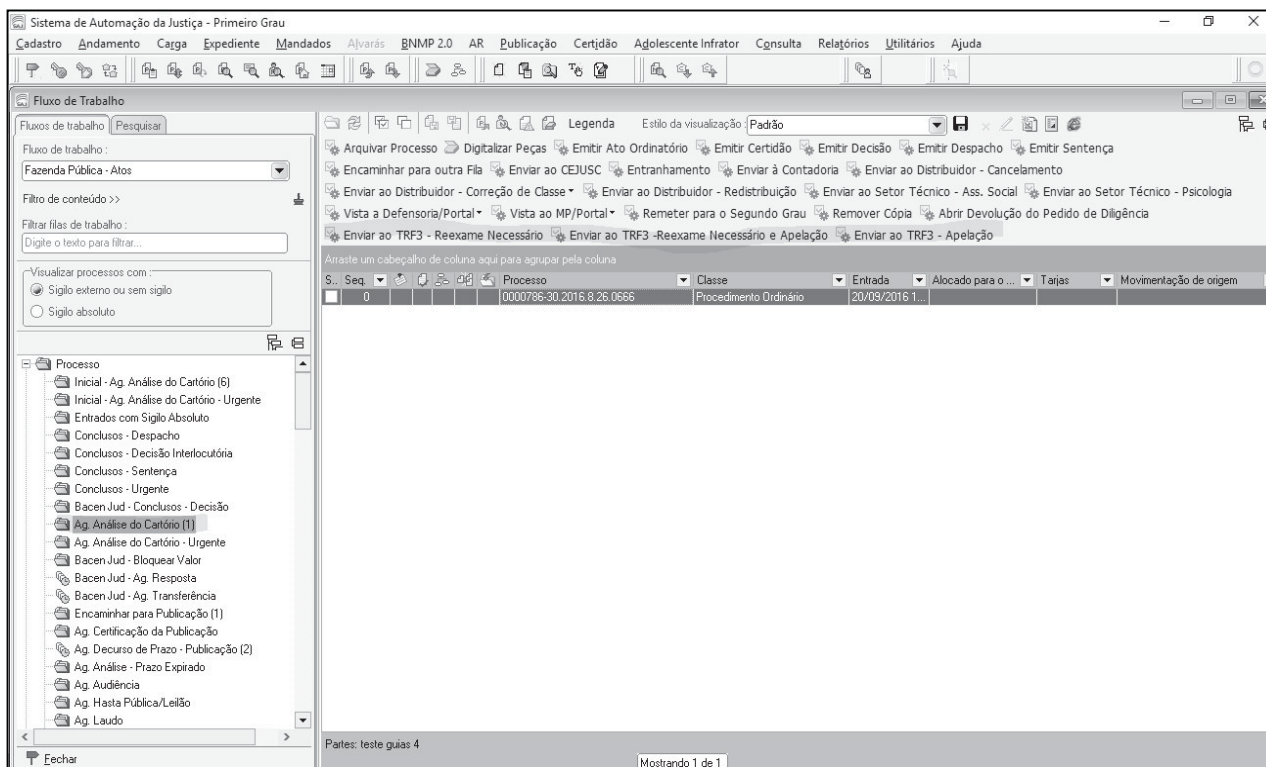 Sistema de Automação da Justiça - Primeiro Grau
Cadastro Andamento Carga Expediente Mandados Alvarás BNMP 2.0 AR Publicação Certidão Adolescente Infrator Consulta Relatórios Utilitários Ajuda
Fluxo de Trabalho
Fluxos de trabalho Pesquisar
Fluxo de trabalho :
Fazenda Pública - Atos
Filtro de conteúdo >>
Filtrar filas de trabalho :
Digite o texto para filtrar...
Visualizar processos com :
Sigilo externo ou sem sigilo
Sigilo absoluto
Processo
Inicial - Ag. Análise do Cartório (6)
Inicial - Ag. Análise do Cartório - Urgente
Entrados com Sigilo Absoluto
Conclusos - Despacho
Conclusos - Decisão Interlocutória
Conclusos - Sentença
Conclusos - Urgente
Bacen Jud - Conclusos - Decisão
Ag. Análise do Cartório (1)
Ag. Análise do Cartório - Urgente
Bacen Jud - Bloquear Valor
Bacen Jud - Ag. Resposta
Bacen Jud - Ag. Transferência
Encaminhar para Publicação (1)
Ag. Certificação da Publicação
Ag. Decurso de Prazo - Publicação (2)
Ag. Análise - Prazo Expirado
Ag. Audiência
Ag. Hasta Pública/Leilão
Ag. Laudo
Fechar
Legenda Estilo da visualização : Padrão
Arquivar Processo Digitalizar Peças Emitir Ato Ordinatório Emitir Certidão Emitir Decisão Emitir Despacho Emitir Sentença
Encaminhar para outra Fila Enviar ao CEJUSC Entranhamento Enviar à Contadoria Enviar ao Distribuidor - Cancelamento
Enviar ao Distribuidor - Correção de Classe Enviar ao Distribuidor - Redistribuição Enviar ao Setor Técnico - Ass. Social Enviar ao Setor Técnico - Psicologia
Vista a Defensoria/Portal Vista ao MP/Portal Remeter para o Segundo Grau Remover Cópia Abrir Devolução do Pedido de Diligência
Enviar ao TRF3 - Reexame Necessário Enviar ao TRF3 -Reexame Necessário e Apelação Enviar ao TRF3 - Apelação
Arraste um cabeçalho de coluna aqui para agrupar pela coluna
S.. Seq. Processo Classe Entrada Alocado para o ... Tarjas Movimentação de origem
0 0000786-30.2016.8.26.0666 Procedimento Ordinário 20/09/2016 1...
Partes: teste guias 4
Mostrando 1 de 1